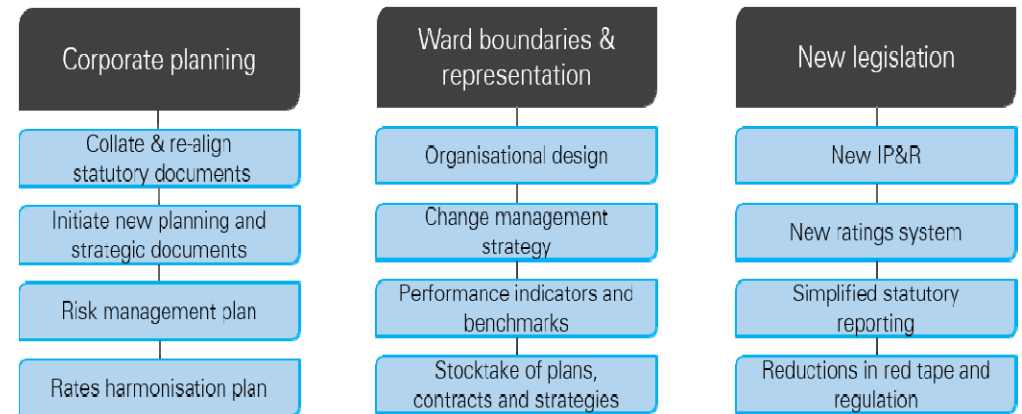 Corporate planning
Collate & re-align
statutory documents
Initiate new planning and
strategic documents
Risk management plan
Rates harmonisation plan
Ward boundaries &
representation
Organisational design
Change management
strategy
Performance indicators and
benchmarks
Stocktake of plans,
contracts and strategies
New legislation
New IP&R
New ratings system
Simplified statutory
reporting
Reductions in red tape and
regulation